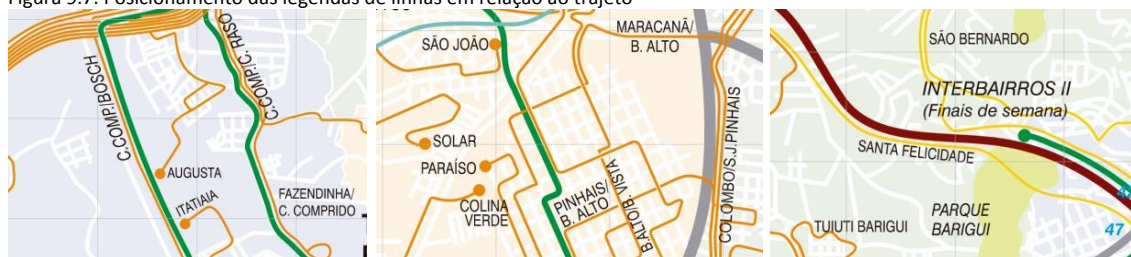 Figura 9.7: Posicionamento das legendas de linhas em relação ao trajeto
C.COMP/BOSCH
C.COMP./C. RASO
AUGUSTA
ITATIAIA
FAZENDINHA/
C. COMPRIDO
SÃO JOÃO
MARACANÃ/
B. ALTO
SOLAR
PARAÍSO
COLINA
VERDE
PINHAIS/
B. ALTO
B.ALTO/B. VISTA
COLOMBO/S.J.PINHAIS
SÃO BERNARDO
INTERBAIRROS II
(Finais de semana)
SANTA FELICIDADE
PARQUE
BARIGUI
TUIUTI BARIGUI
47